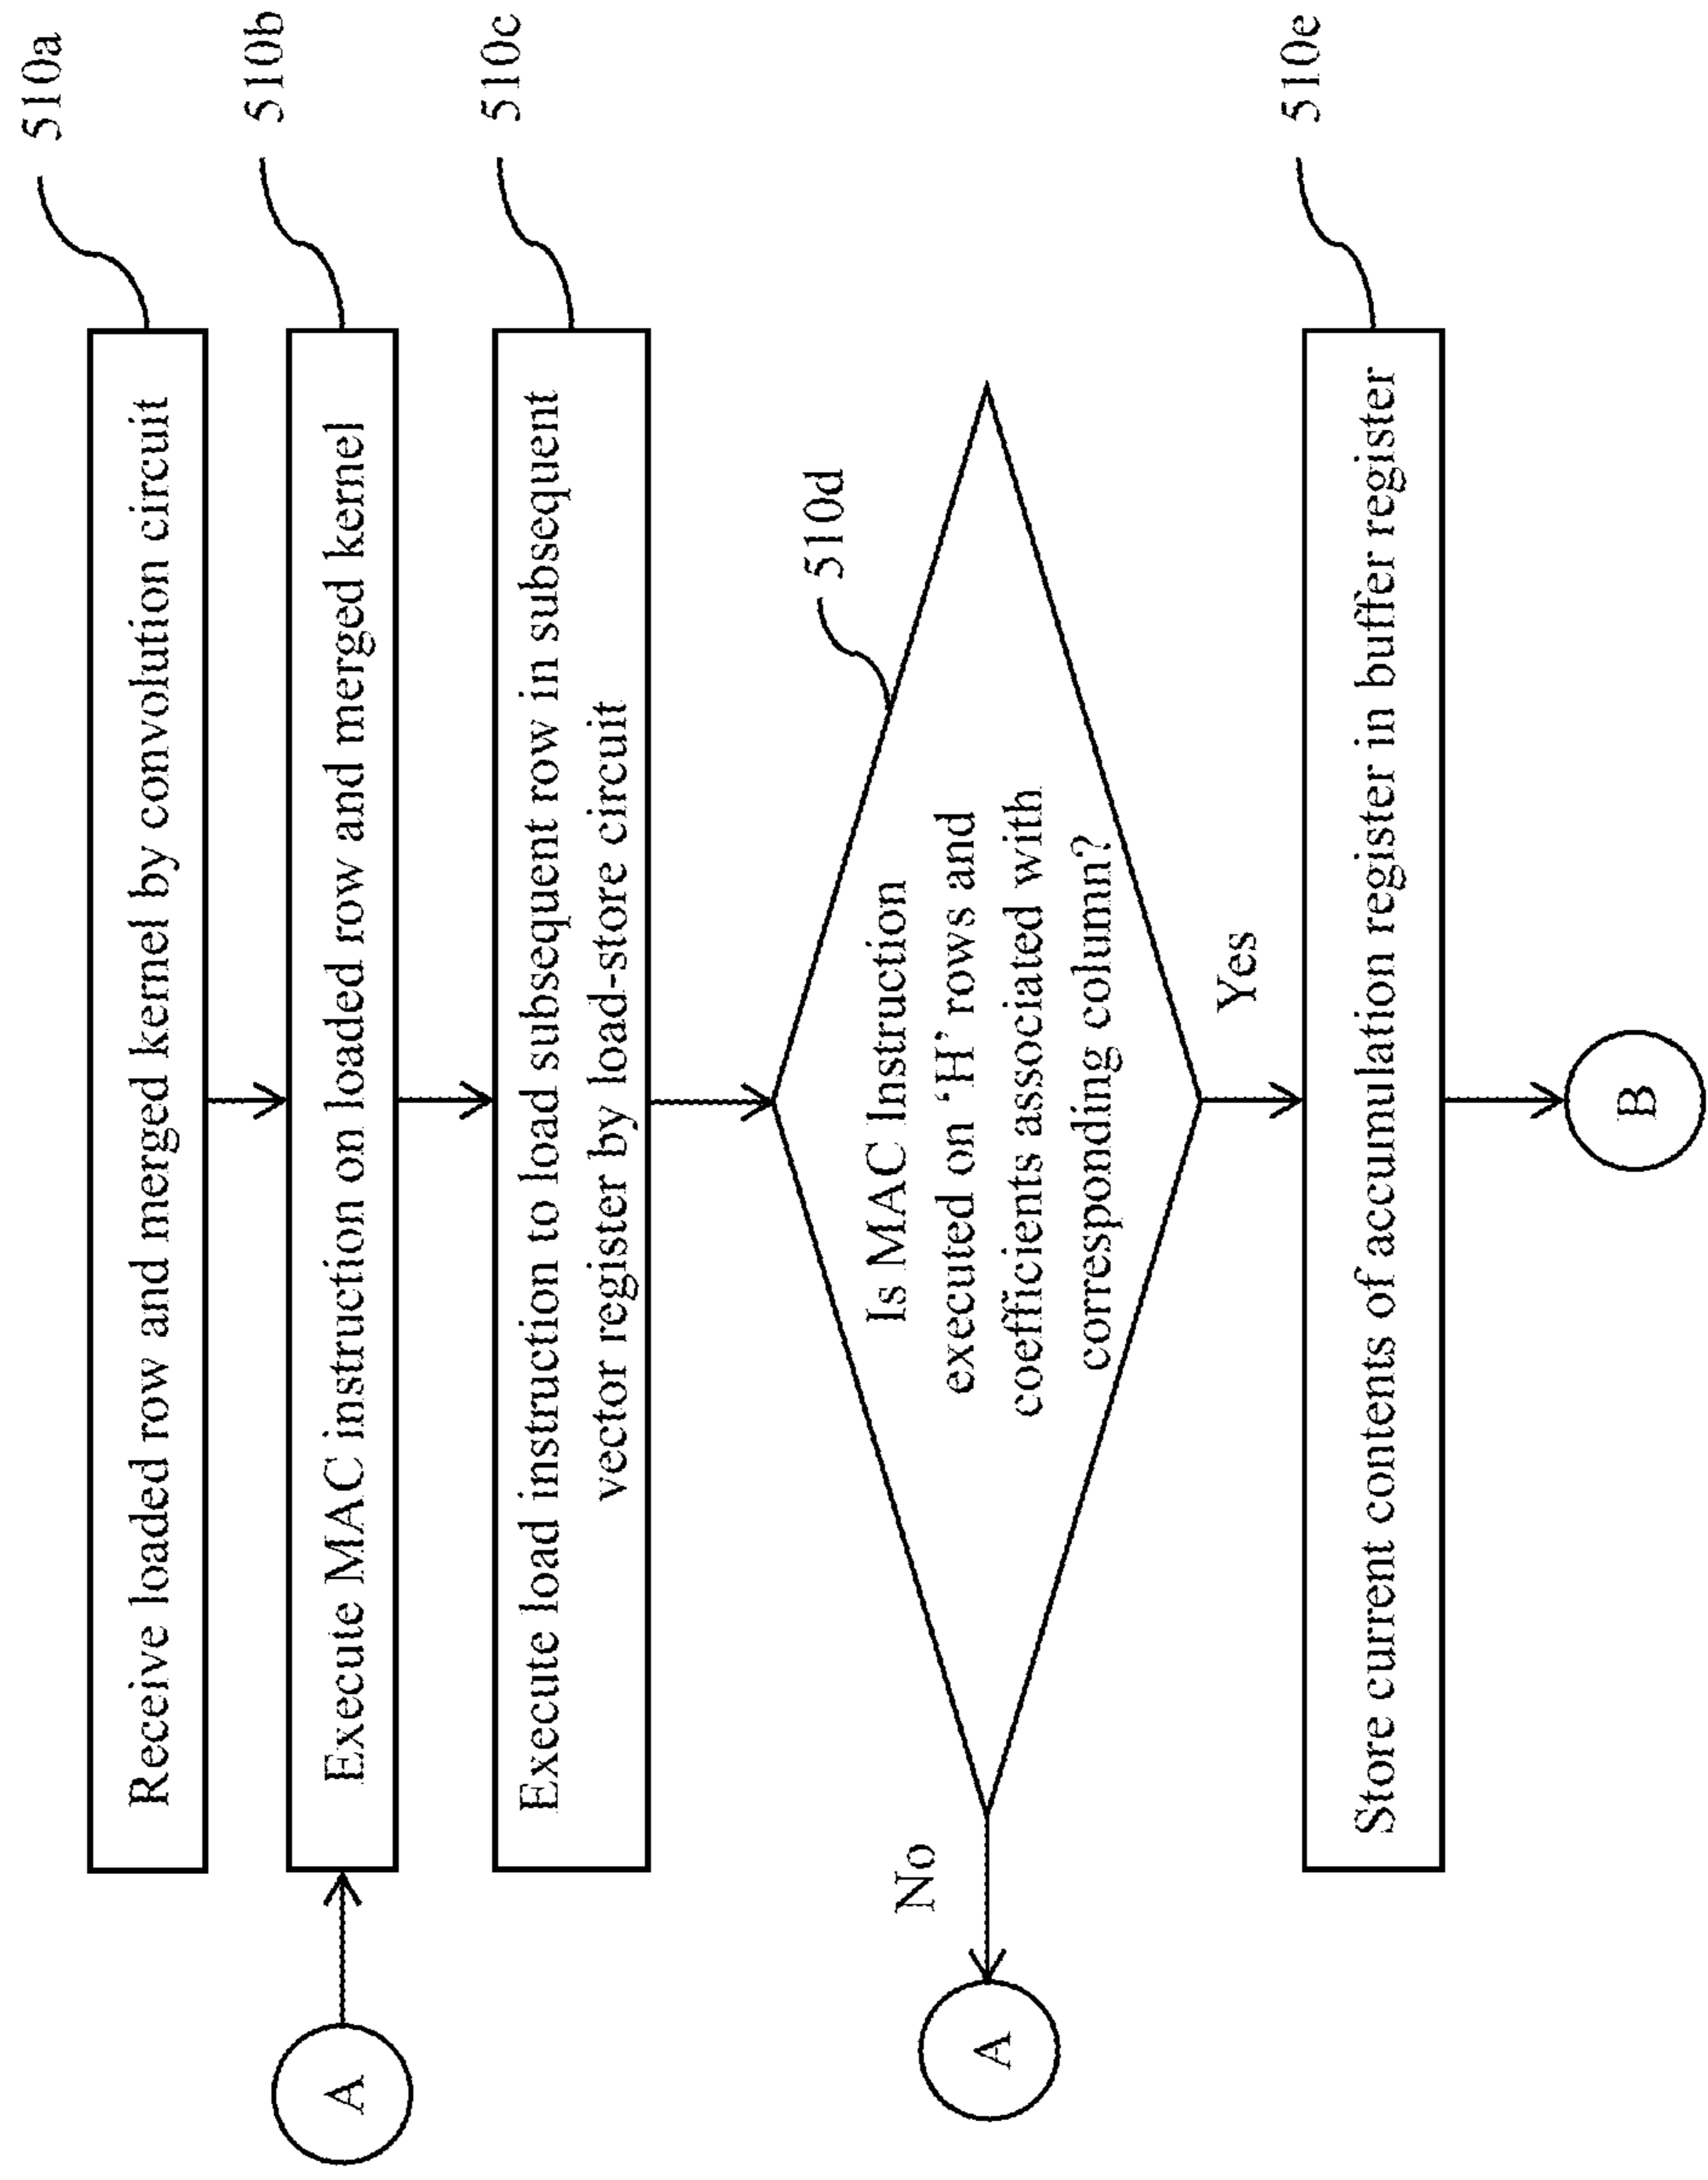 510a
Receive loaded row and merged kernel by convolution circuit
510b
A
Execute MAC instruction on loaded row and merged kernel
510c
Execute load instruction to load subsequent row in subsequent
vector register by load-store circuit
510d
Is MAC Instruction
executed on ‘H’ rows and
coefficients associated with
corresponding column?
No
A
Yes
510e
Store current contents of accumulation register in buffer register
B